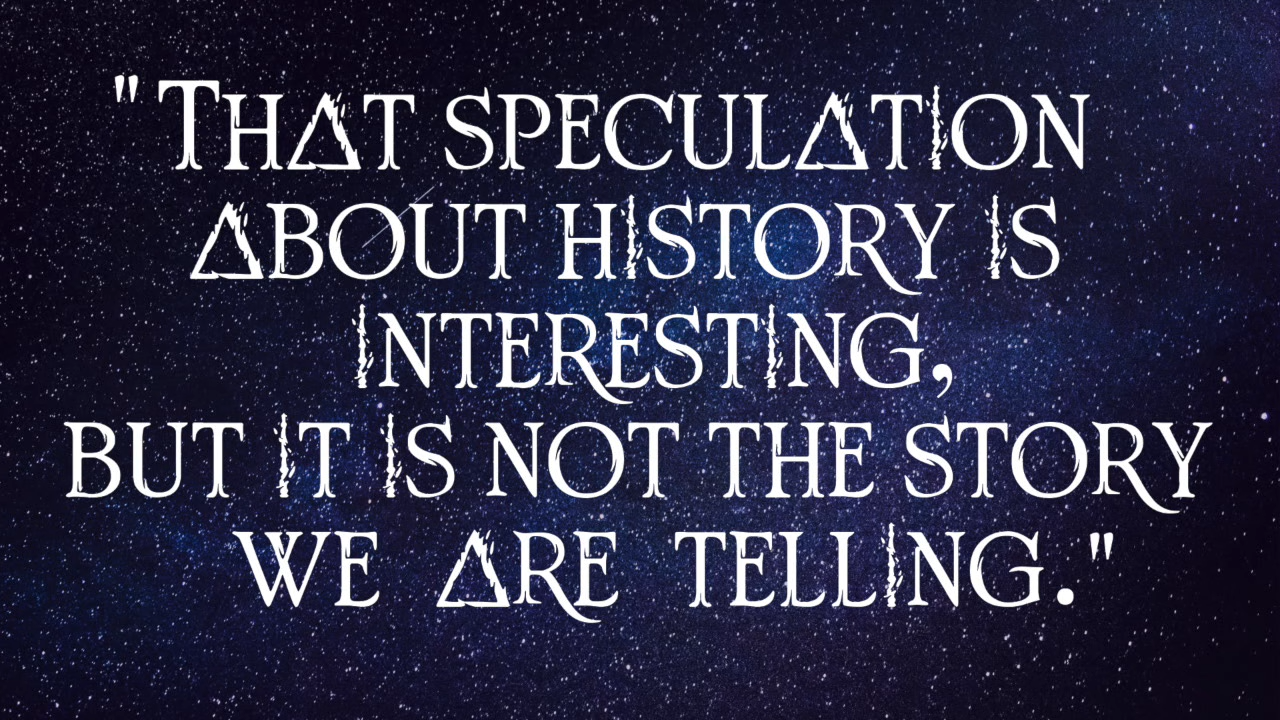 "That speculation
about history is
interesting,
but it is not the story
we are telling."